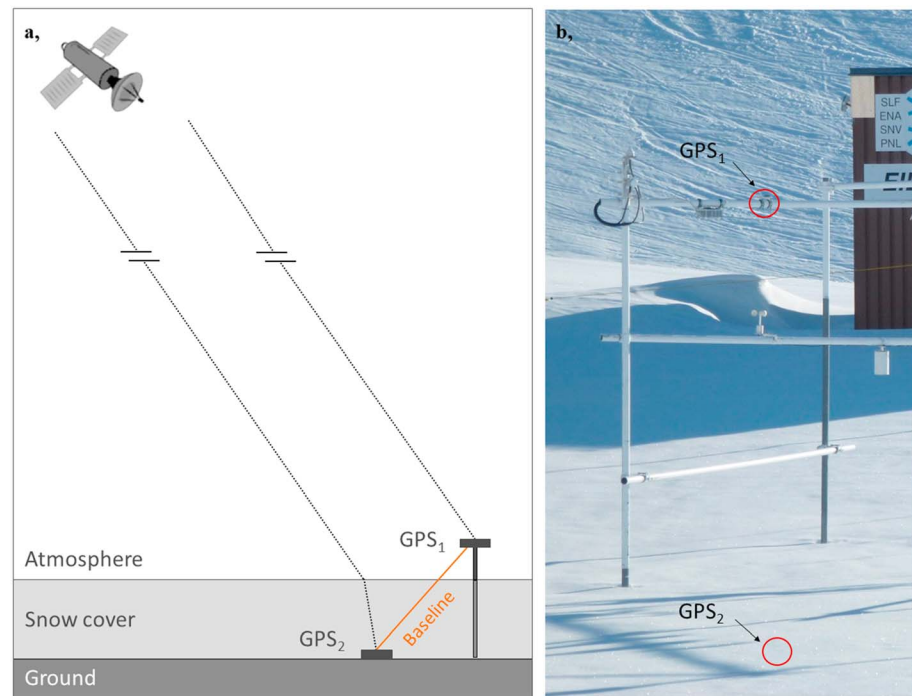 a,
Atmosphere
Snow cover
Ground
GPS1
GPS2
Baseline
b,
GPS1
SLF
ENA
SNV
PNL
GPS2